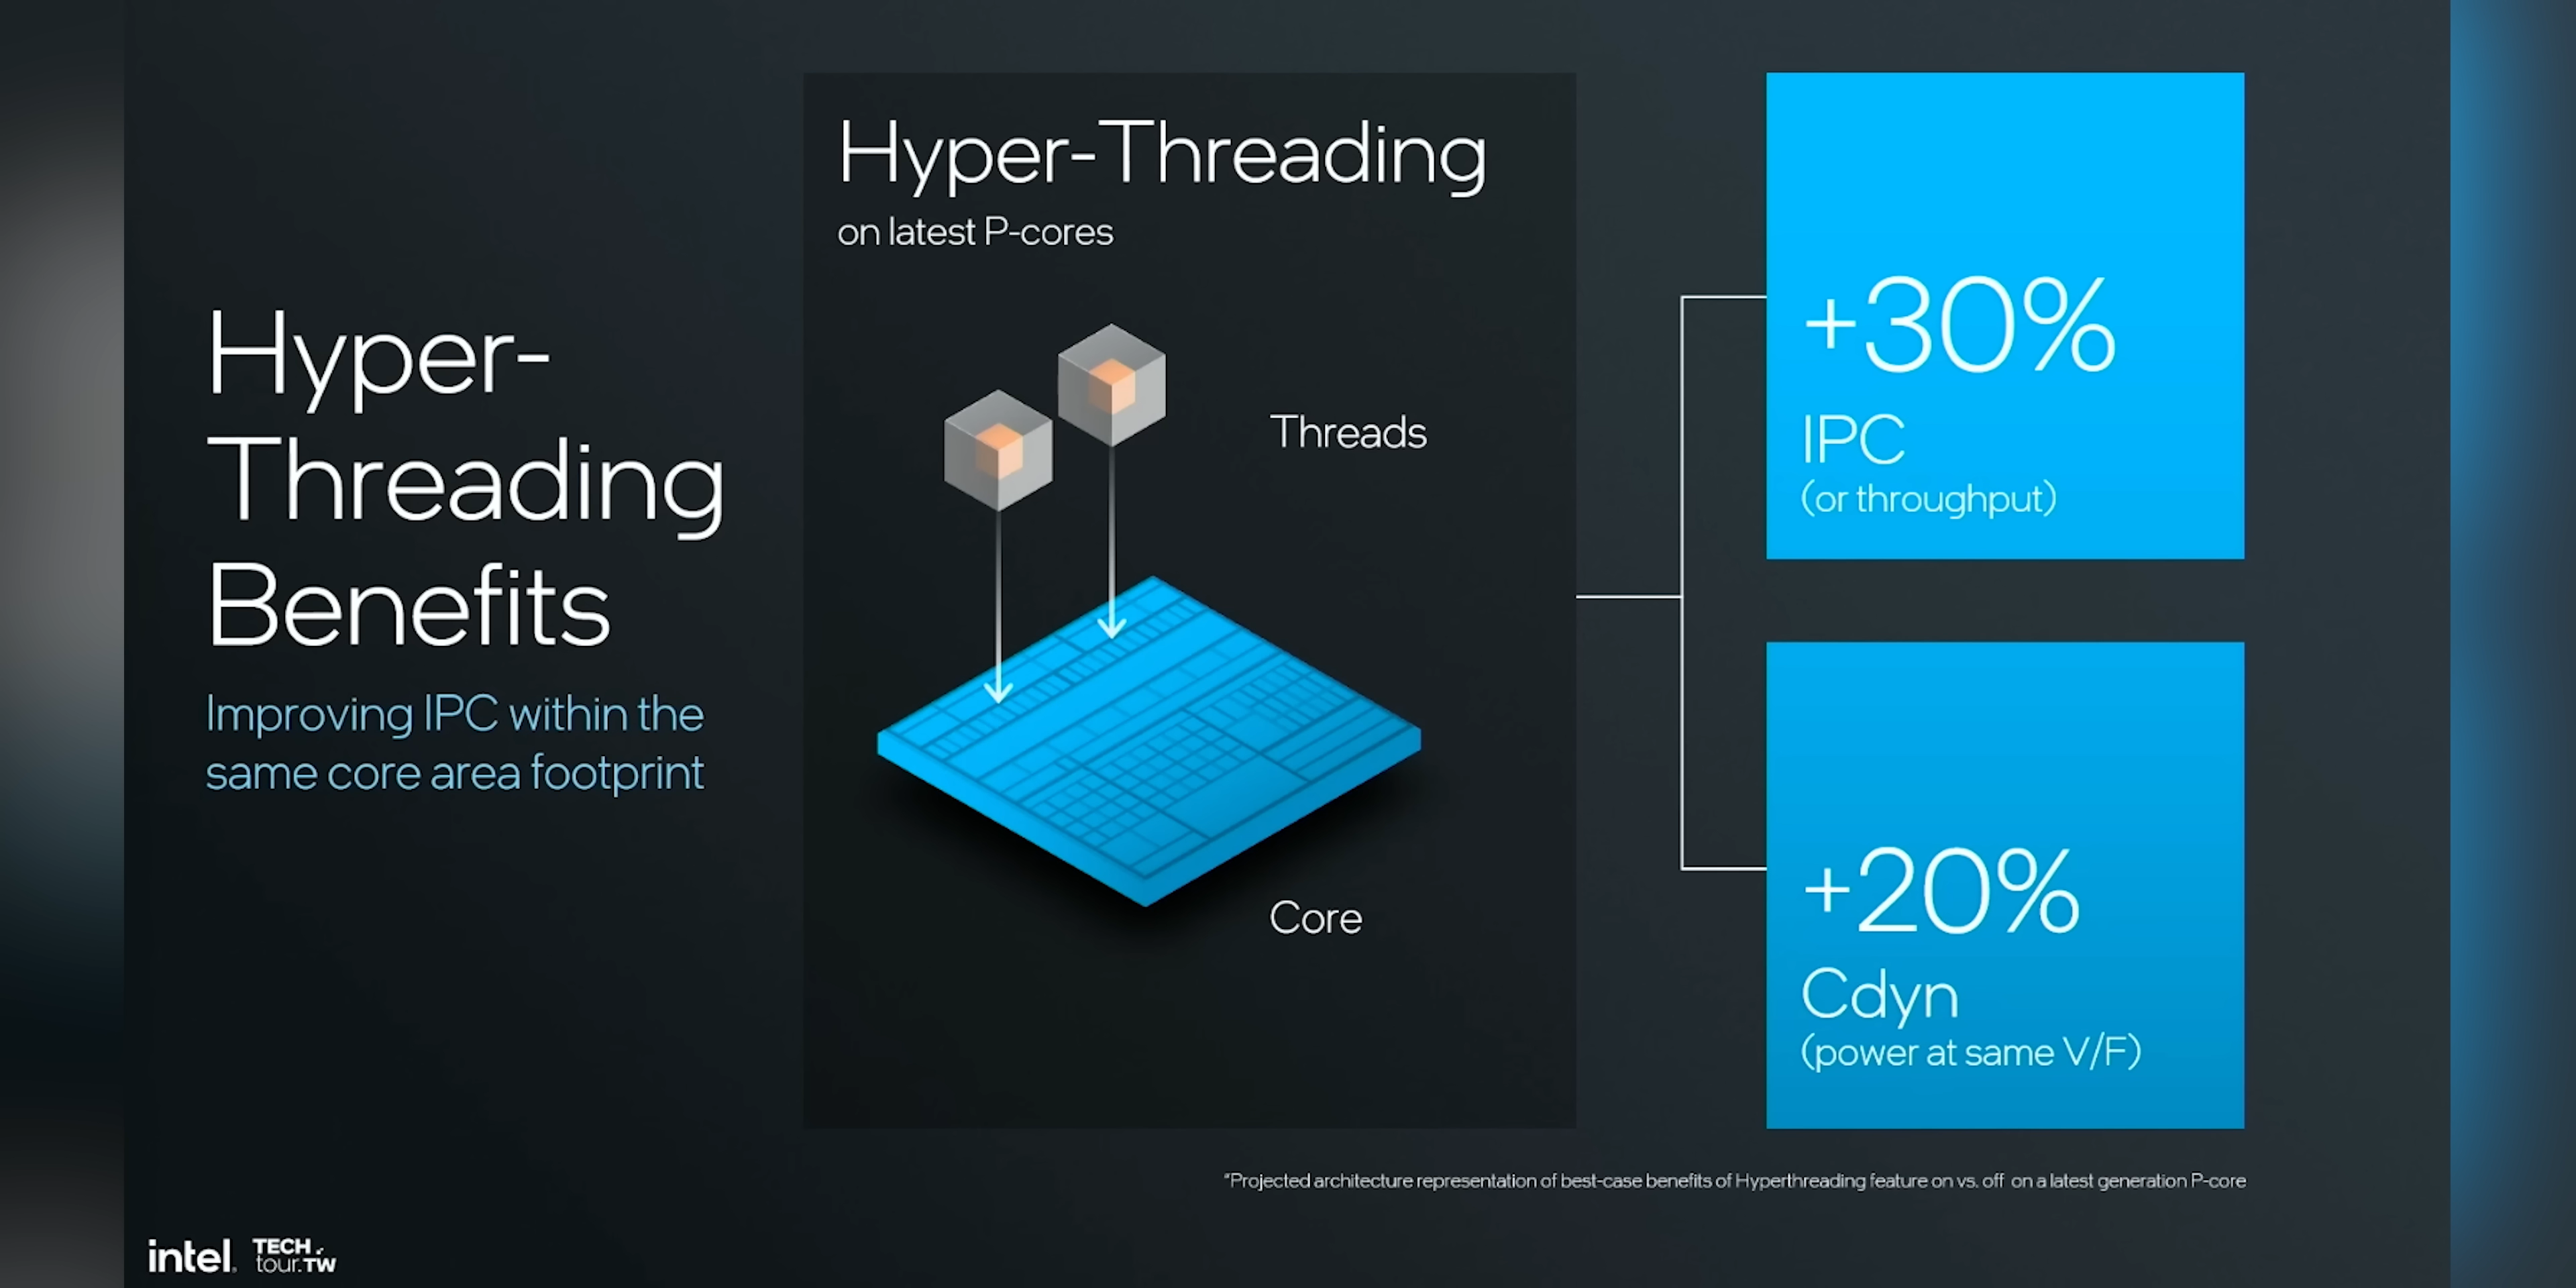 Hyper-
Threading
Benefits
Improving IPC within the
same core area footprint
Hyper-Threading
on latest P-cores
Threads
Core
+30%
IPC
(or throughput)
+20%
Cdyn
(power at same V/F)
*Projected architecture representation of best-case benefits of Hyperthreading feature on vs. off on a latest generation P-core
intel.
TECH
tour.TW